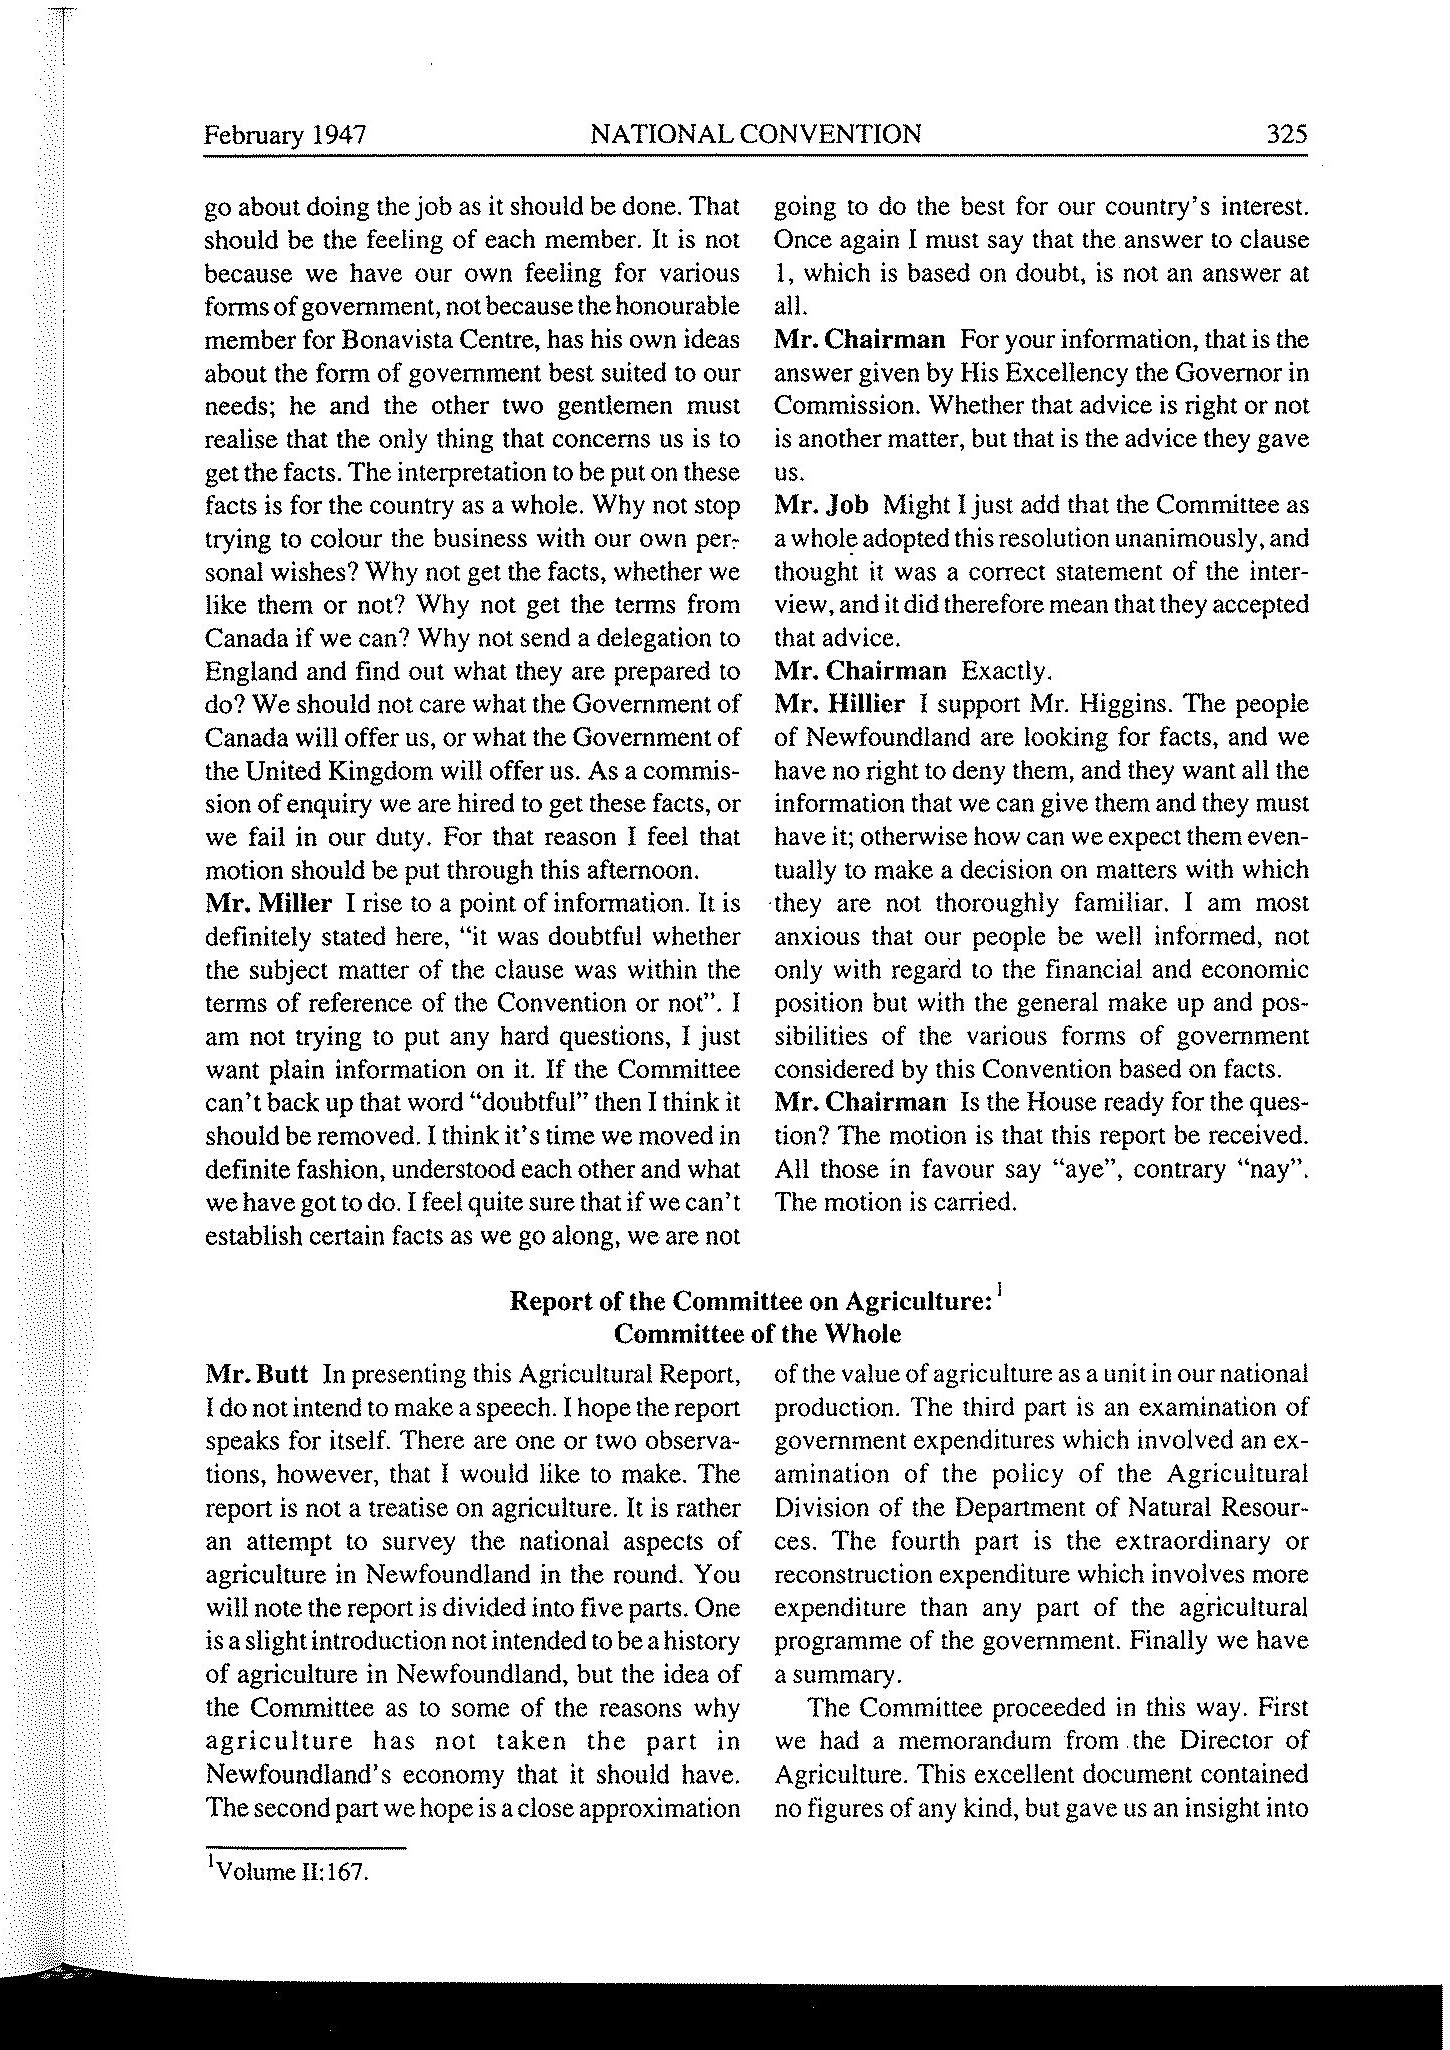 February 1947 NATIONAL CONVENTION 325
go about doing the job as it should be done. That
should be the feeling of each member. It is not
because we have our own feeling for various
forms of government, not because the honourable
member for Bonavista Centre, has his own ideas
about the form of government best suited to our
needs; he and the other two gentlemen must
realise that the only thing that concerns us is to
get the facts. The interpretation to be put on these
facts is for the country as a whole. Why not stop
trying to colour the business with our own per-
sonal wishes? Why not get the facts, whether we
like them or not? Why not get the terms from
Canada if we can? Why not send a delegation to
England and find out what they are prepared to
do? We should not care what the Government of
Canada will offer us, or what the Government of
the United Kingdom will offer us. As a commis-
sion of enquiry we are hired to get these facts, or
we fail in our duty. For that reason I feel that
motion should be put through this afternoon.
Mr. Miller I rise to a point of information. It is
definitely stated here, "it was doubtful whether
the subject matter of the clause was within the
terms of reference of the Convention or not". I
am not trying to put any hard questions, I just
want plain information on it. If the Committee
can't back up that word "doubtful" then I think it
should be removed. I think it's time we moved in
definite fashion, understood each other and what
we have got to do. I feel quite sure that if we can't
establish certain facts as we go along, we are not
going to do the best for our country's interest.
Once again I must say that the answer to clause
1, which is based on doubt, is not an answer at
all.
Mr. Chairman For your information, that is the
answer given by His Excellency the Governor in
Commission. Whether that advice is right or not
is another matter, but that is the advice they gave
us.
Mr. Job Might I just add that the Committee as
a whole adopted this resolution unanimously, and
thought it was a correct statement of the inter-
view, and it did therefore mean that they accepted
that advice.
Mr. Chairman Exactly.
Mr. Hillier I support Mr. Higgins. The people
of Newfoundland are looking for facts, and we
have no right to deny them, and they want all the
information that we can give them and they must
have it; otherwise how can we expect them even-
tually to make a decision on matters with which
they are not thoroughly familiar. I am most
anxious that our people be well informed, not
only with regard to the financial and economic
position but with the general make up and pos-
sibilities of the various forms of government
considered by this Convention based on facts.
Mr. Chairman Is the House ready for the ques-
tion? The motion is that this report be received.
All those in favour say "aye", contrary "nay".
The motion is carried.
Report of the Committee on Agriculture:1
Committee of the Whole
Mr. Butt In presenting this Agricultural Report,
I do not intend to make a speech. I hope the report
speaks for itself. There are one or two observa-
tions, however, that I would like to make. The
report is not a treatise on agriculture. It is rather
an attempt to survey the national aspects of
agriculture in Newfoundland in the round. You
will note the report is divided into five parts. One
is a slight introduction not intended to be a history
of agriculture in Newfoundland, but the idea of
the Committee as to some of the reasons why
agriculture has not taken the part in
Newfoundland's economy that it should have.
The second part we hope is a close approximation
of the value of agriculture as a unit in our national
production. The third part is an examination of
government expenditures which involved an ex-
amination of the policy of the Agricultural
Division of the Department of Natural Resour-
ces. The fourth part is the extraordinary or
reconstruction expenditure which involves more
expenditure than any part of the agricultural
programme of the government. Finally we have
a summary.
The Committee proceeded in this way. First
we had a memorandum from the Director of
Agriculture. This excellent document contained
no figures of any kind, but gave us an insight into
1Volume II:167.